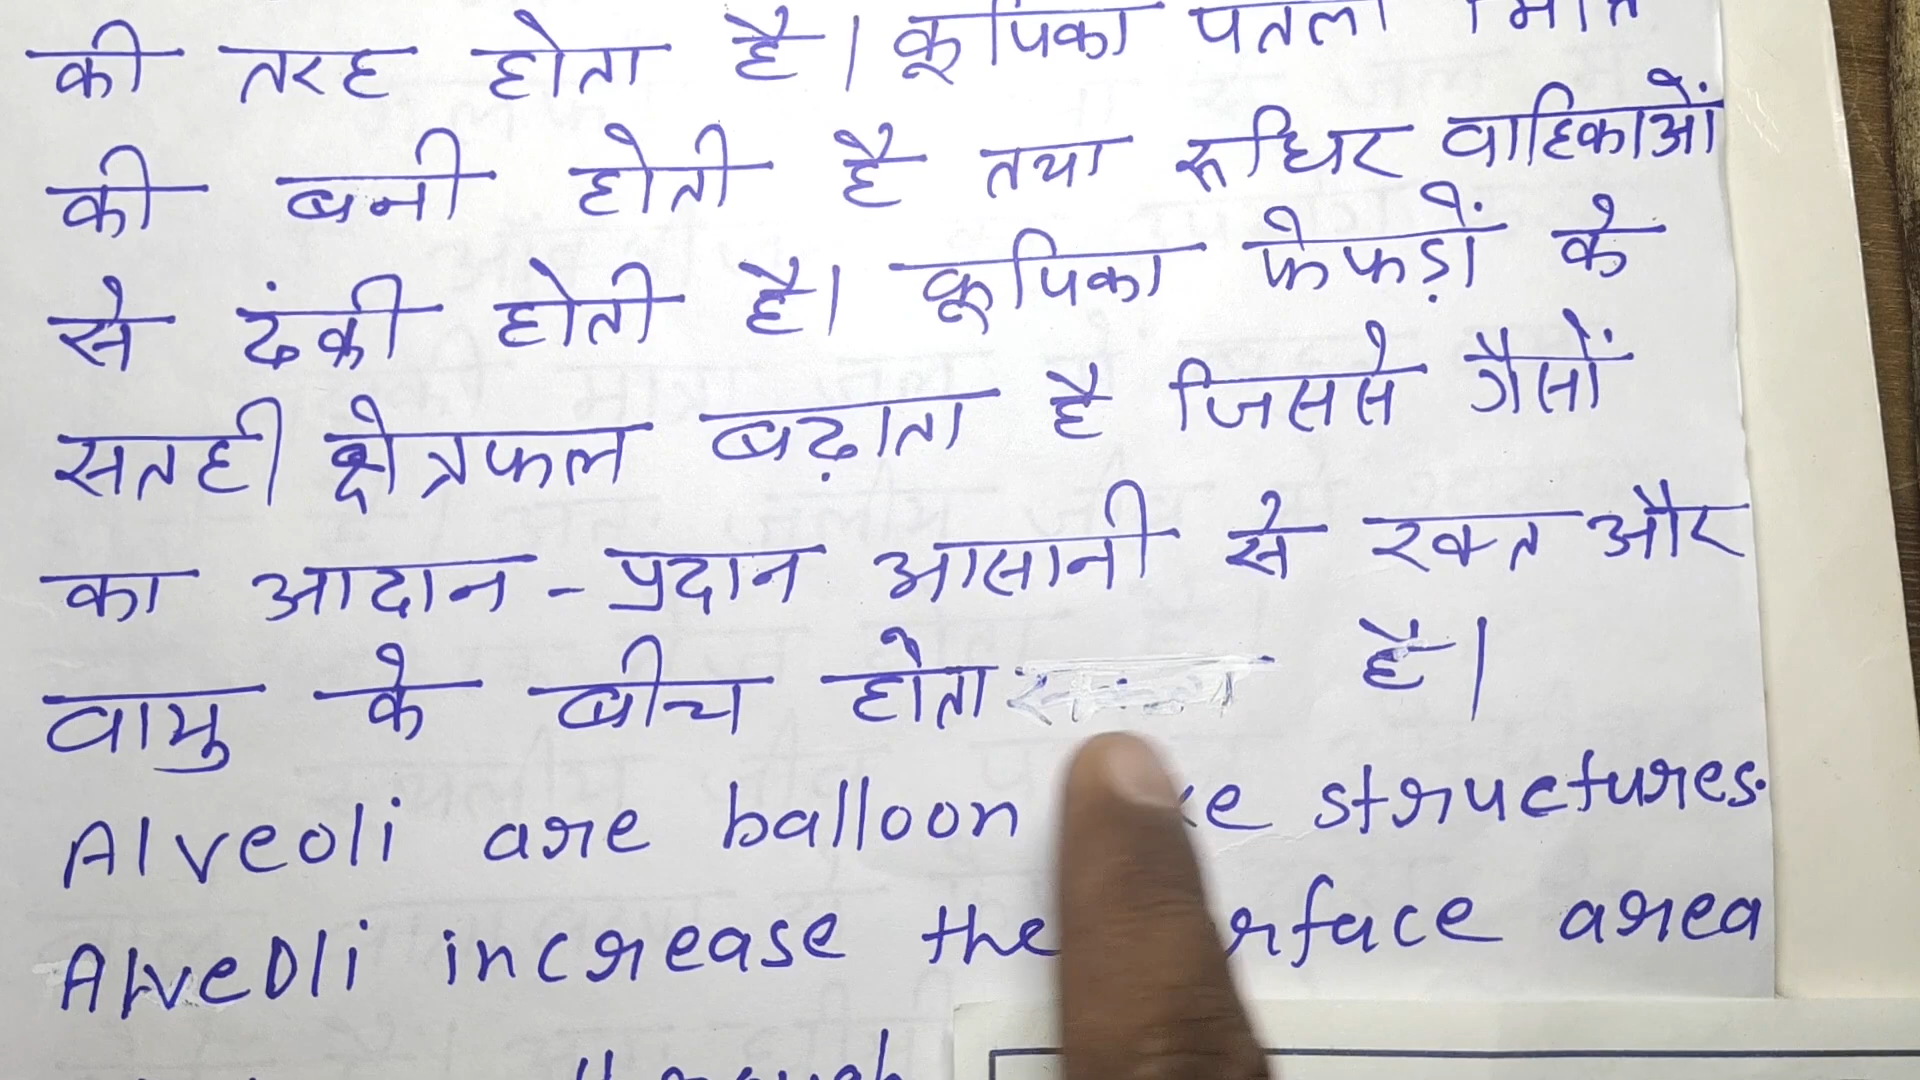 की तरह होता है। कूपिका पतली
की बनी होती है तथा रूधिर वाहिकाओं
से ढंकी होती है। कूपिका फेफड़ों के
सतही क्षेत्रफल बढ़ाता है जिससे गैसों
का आदान-प्रदान आसानी से रक्त और
वायु के बीच होता है।
Alveoli are balloon structures.
Alveoli increase the area
through